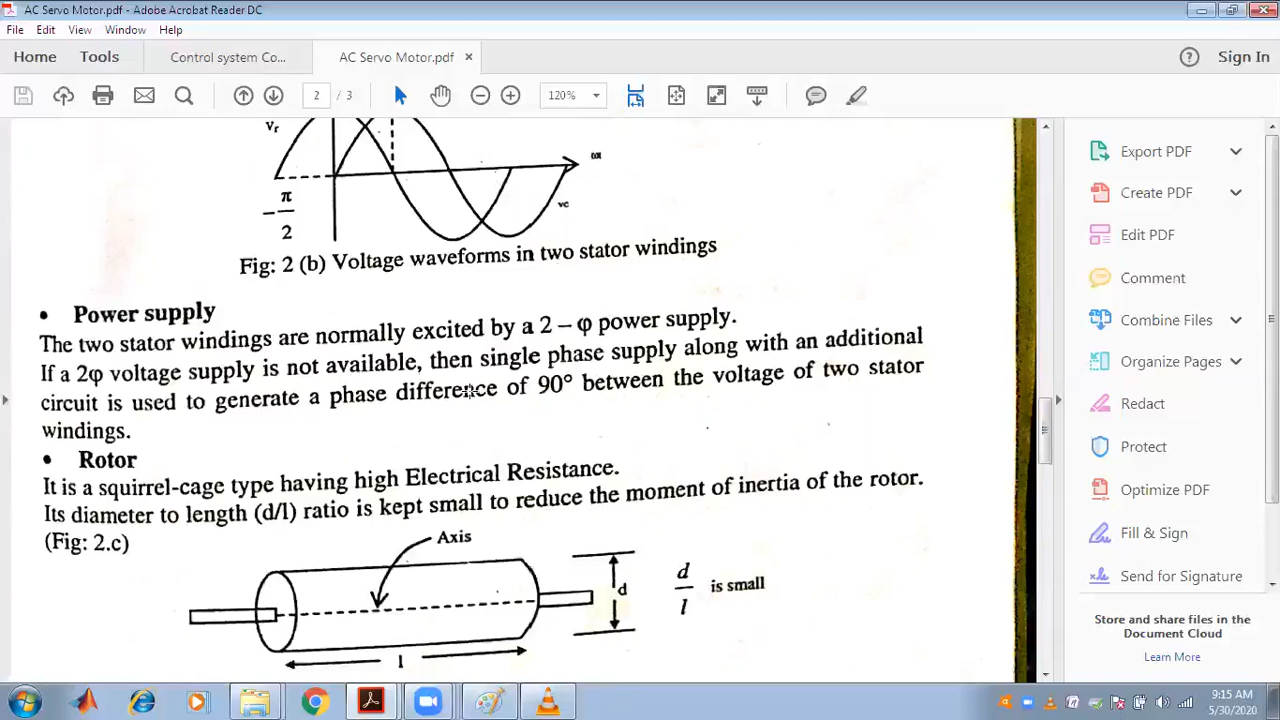 AC Servo Motor.pdf - Adobe Acrobat Reader DC
File Edit View Window Help
Home Tools Control system Co... AC Servo Motor.pdf × Sign In
2 / 3 120%
Vr
π
2
vc
Fig: 2 (b) Voltage waveforms in two stator windings
• Power supply
The two stator windings are normally excited by a 2 – φ power supply.
If a 2φ voltage supply is not available, then single phase supply along with an additional
circuit is used to generate a phase difference of 90° between the voltage of two stator
windings.
• Rotor
It is a squirrel-cage type having high Electrical Resistance.
Its diameter to length (d/l) ratio is kept small to reduce the moment of inertia of the rotor.
(Fig: 2.c)
Axis
d
d
l
is small
l
Export PDF
Create PDF
Edit PDF
Comment
Combine Files
Organize Pages
Redact
Protect
Optimize PDF
Fill & Sign
Send for Signature
Store and share files in the
Document Cloud
Learn More
9:15 AM
5/30/2020